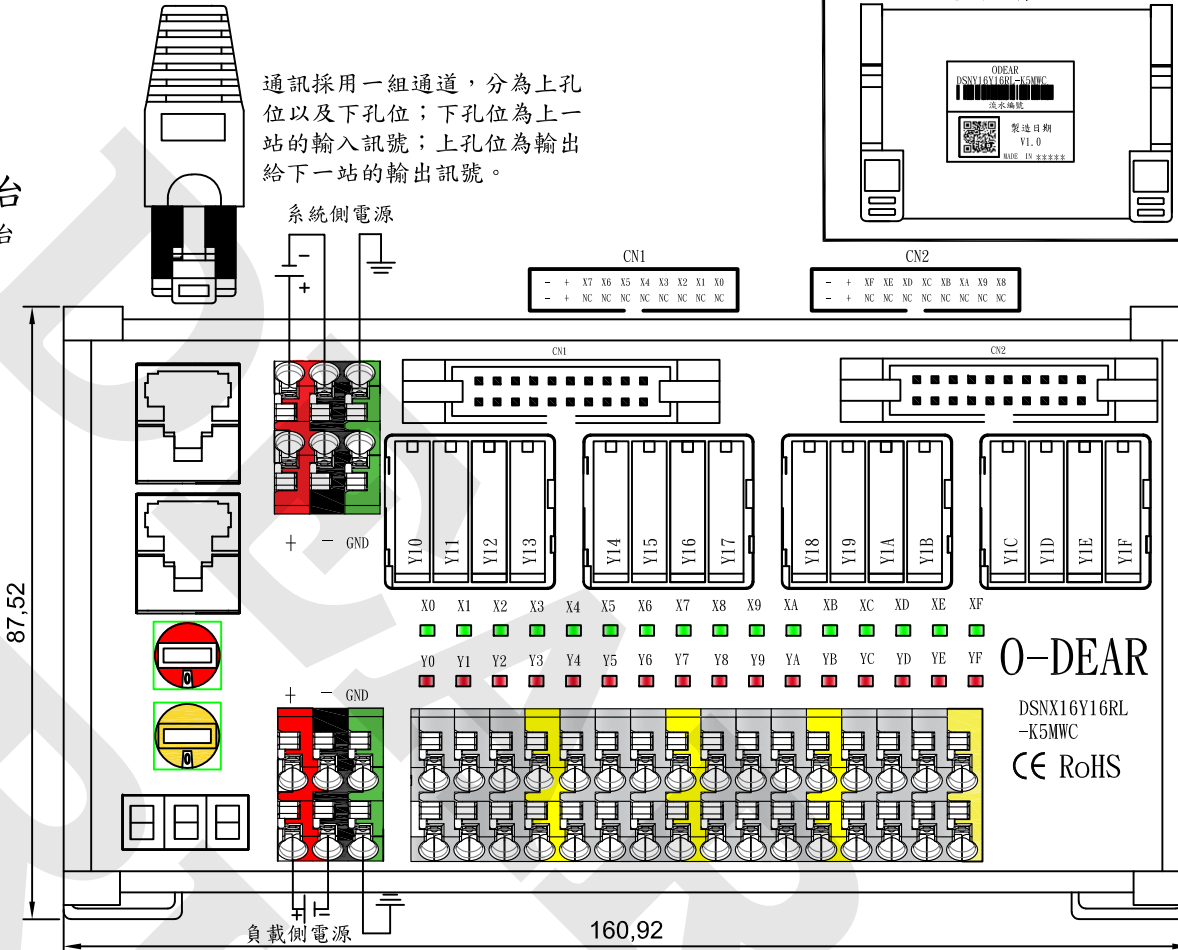 通訊採用一組通道，分為上孔
位以及下孔位；下孔位為上一
站的輸入訊號；上孔位為輸出
給下一站的輸出訊號。
台
台
ODEAR
DSNY16Y16RL-K5MWC
流水編號
製造日期
V1.0
MADE IN *****
系統側電源
－
＋
CN1
－ + X7 X6 X5 X4 X3 X2 X1 X0
－ + NC NC NC NC NC NC NC NC
CN2
－ + XF XE XD XC XB XA X9 X8
－ + NC NC NC NC NC NC NC NC
CN1
CN2
+ － GND
Y10 Y11 Y12 Y13
Y14 Y15 Y16 Y17
Y18 Y19 Y1A Y1B
Y1C Y1D Y1E Y1F
87,52
X0 X1 X2 X3 X4 X5 X6 X7 X8 X9 XA XB XC XD XE XF
Y0 Y1 Y2 Y3 Y4 Y5 Y6 Y7 Y8 Y9 YA YB YC YD YE YF
O-DEAR
0
0
+ － GND
DSNX16Y16RL
-K5MWC
CE RoHS
+ －
負載側電源
160,92